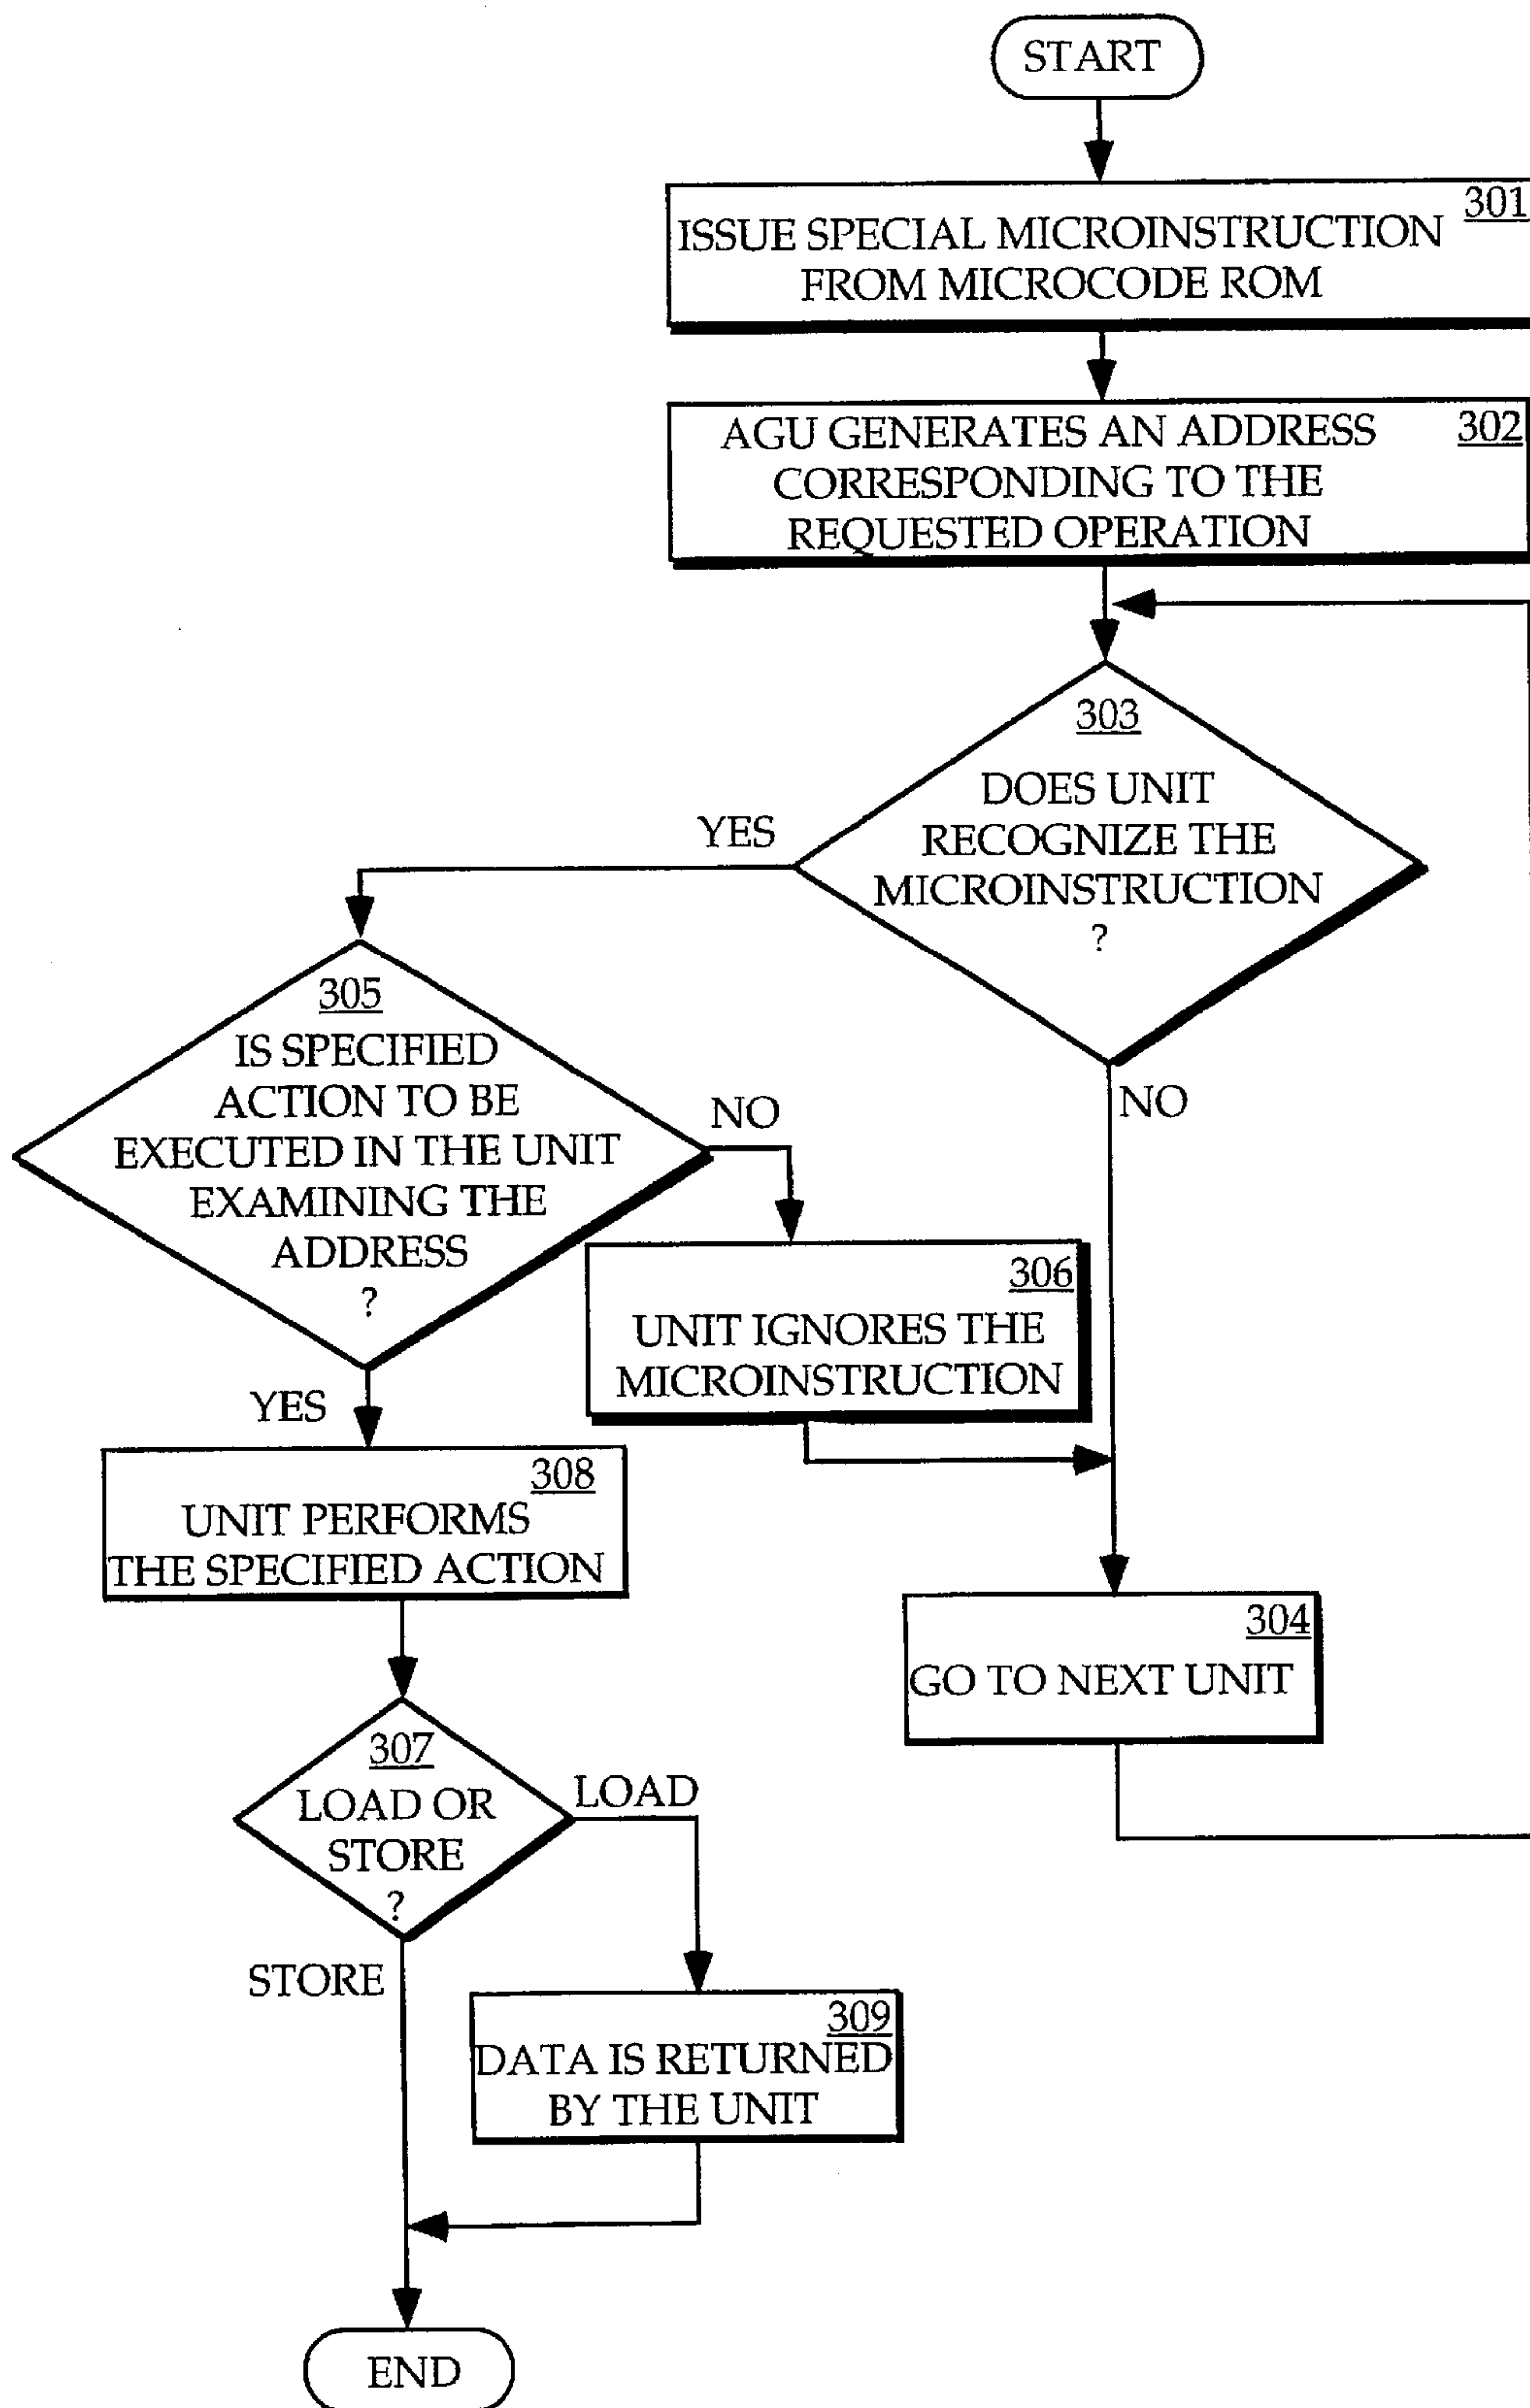 START
301
ISSUE SPECIAL MICROINSTRUCTION
FROM MICROCODE ROM
AGU GENERATES AN ADDRESS
302
CORRESPONDING TO THE
REQUESTED OPERATION
303
DOES UNIT
RECOGNIZE THE
MICROINSTRUCTION
?
YES
NO
305
IS SPECIFIED
ACTION TO BE
EXECUTED IN THE UNIT
EXAMINING THE
ADDRESS
?
NO
306
UNIT IGNORES THE
MICROINSTRUCTION
YES
308
UNIT PERFORMS
THE SPECIFIED ACTION
304
GO TO NEXT UNIT
307
LOAD OR
STORE
?
LOAD
STORE
309
DATA IS RETURNED
BY THE UNIT
END